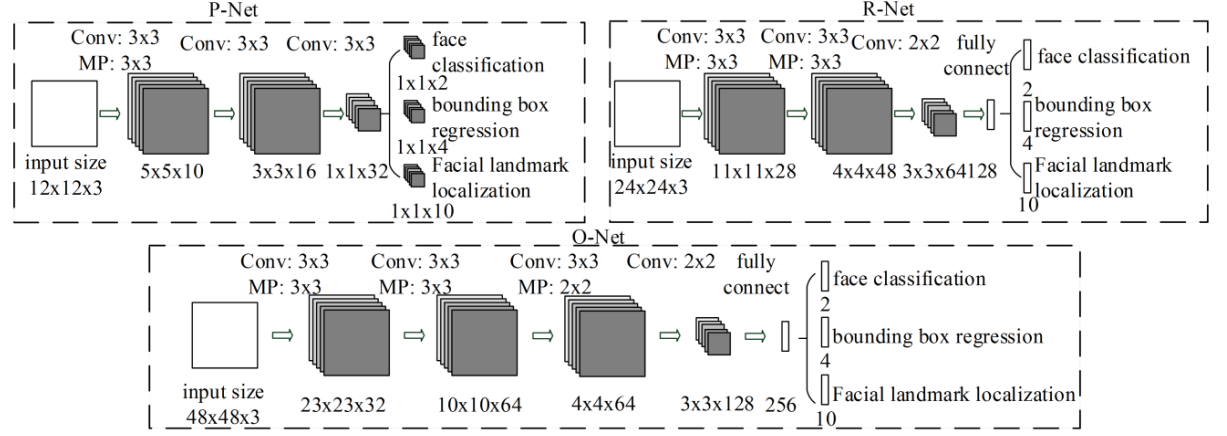 P-Net
Conv: 3x3 Conv: 3x3 Conv: 3x3
MP: 3x3
face
classification
1x1x2
bounding box
regression
1x1x4
Facial landmark
localization
1x1x10
input size
12x12x3
5x5x10 3x3x16 1x1x32
R-Net
Conv: 3x3 Conv: 3x3 Conv: 2x2 fully
MP: 3x3 MP: 3x3 connect
face classification
2
bounding box
regression
4
Facial landmark
localization
10
input size
24x24x3
11x11x28 4x4x48 3x3x64 128
O-Net
Conv: 3x3 Conv: 3x3 Conv: 3x3 Conv: 2x2 fully
MP: 3x3 MP: 3x3 MP: 2x2 connect
face classification
2
bounding box regression
4
Facial landmark localization
10
input size
48x48x3
23x23x32 10x10x64 4x4x64 3x3x128 256